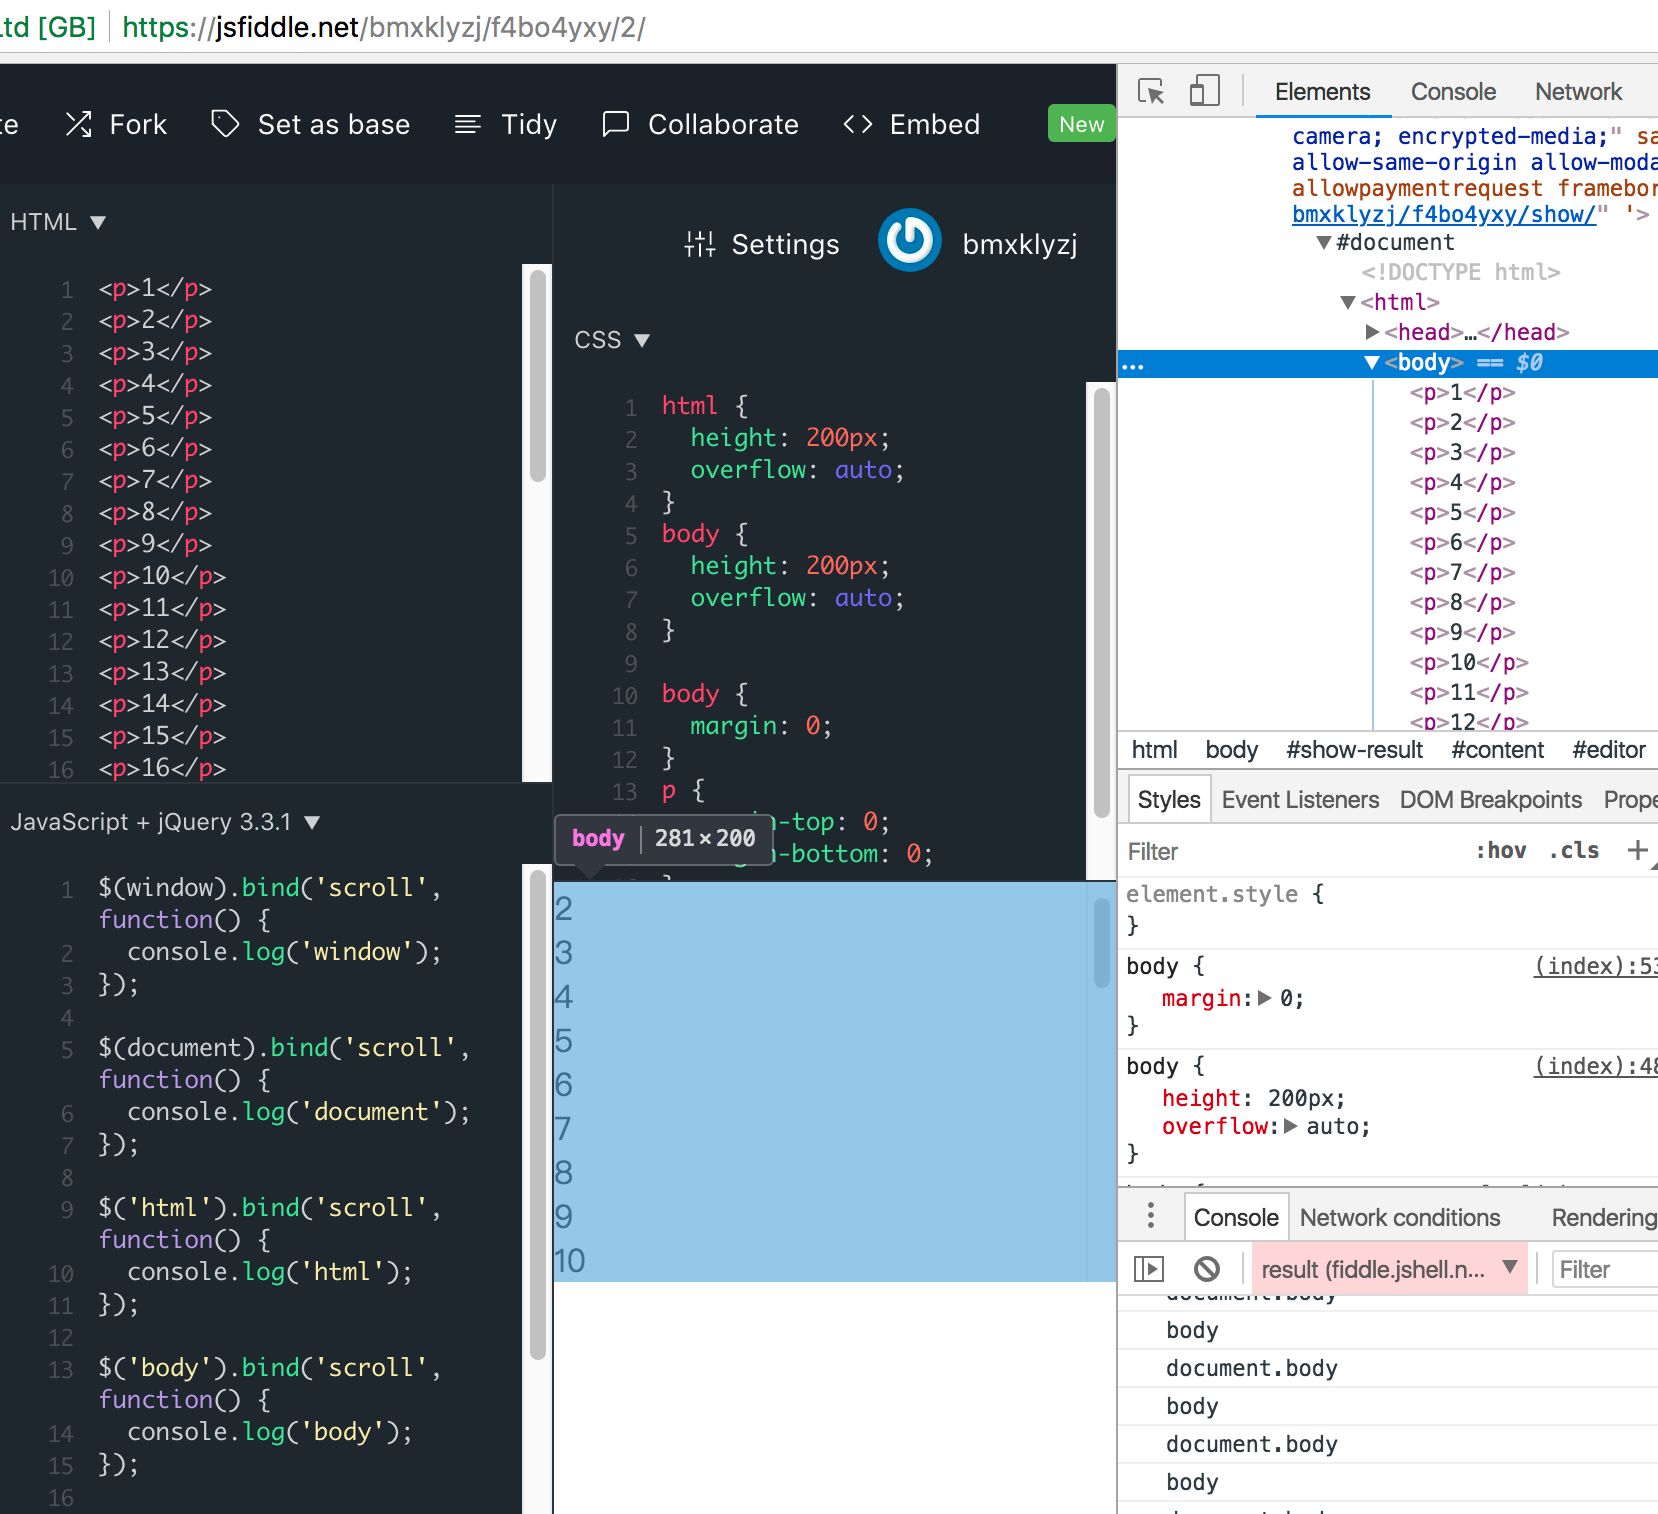 Ltd [GB] https://jsfiddle.net/bmxklyzj/f4bo4yxy/2/
Fork Set as base Tidy Collaborate Embed New
HTML ▼
1 <p>1</p>
2 <p>2</p>
3 <p>3</p>
4 <p>4</p>
5 <p>5</p>
6 <p>6</p>
7 <p>7</p>
8 <p>8</p>
9 <p>9</p>
10 <p>10</p>
11 <p>11</p>
12 <p>12</p>
13 <p>13</p>
14 <p>14</p>
15 <p>15</p>
16 <p>16</p>
JavaScript + jQuery 3.3.1 ▼
1 $(window).bind('scroll',
function() {
2 console.log('window');
3 });
4
5 $(document).bind('scroll',
function() {
6 console.log('document');
7 });
8
9 $('html').bind('scroll',
function() {
10 console.log('html');
11 });
12
13 $('body').bind('scroll',
function() {
14 console.log('body');
15 });
16
Settings bmxklyzj
CSS ▼
1 html {
2 height: 200px;
3 overflow: auto;
4 }
5 body {
6 height: 200px;
7 overflow: auto;
8 }
9
10 body {
11 margin: 0;
12 }
13 p {
-top: 0;
-bottom: 0;
}
body 281×200
2
3
4
5
6
7
8
9
10
Elements Console Network
camera; encrypted-media;" sa
allow-same-origin allow-moda
allowpaymentrequest framebor
bmxklyzj/f4bo4yxy/show/" '>
▼#document
<!DOCTYPE html>
▼<html>
▶<head>…</head>
… ▼<body> == $0
<p>1</p>
<p>2</p>
<p>3</p>
<p>4</p>
<p>5</p>
<p>6</p>
<p>7</p>
<p>8</p>
<p>9</p>
<p>10</p>
<p>11</p>
<p>12</p>
html body #show-result #content #editor
Styles Event Listeners DOM Breakpoints Prope
Filter :hov .cls +
element.style {
}
body { (index):53
margin:▶ 0;
}
body { (index):48
height: 200px;
overflow:▶ auto;
}
Console Network conditions Rendering
result (fiddle.jshell.n... ▼ Filter
document.body
body
document.body
body
document.body
body